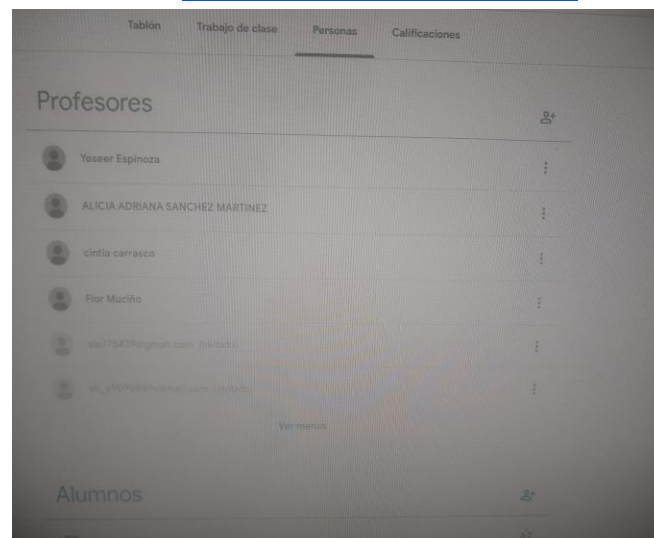 Tablón Trabajo de clase Personas Calificaciones
Profesores
Yeseer Espinoza
ALICIA ADRIANA SANCHEZ MARTINEZ
cintia carrasco
Flor Muciño
(invitado)
Ver menos
Alumnos